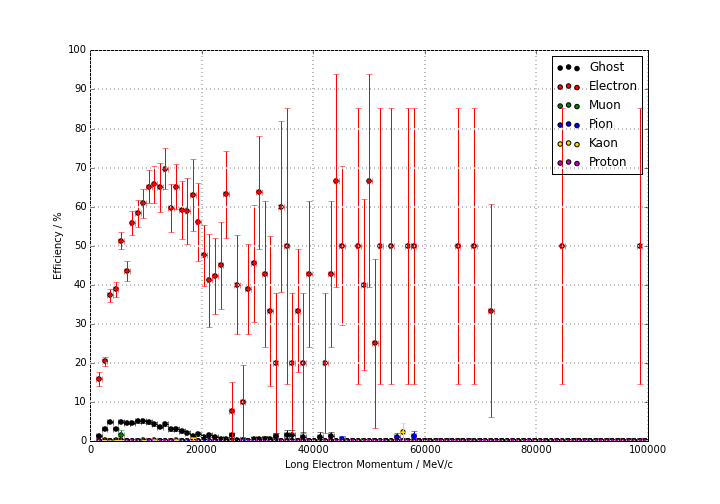 100
90
80
70
60
50
40
30
20
10
0
Efficiency / %
Ghost
Electron
Muon
Pion
Kaon
Proton
0 20000 40000 60000 80000 100000
Long Electron Momentum / MeV/c